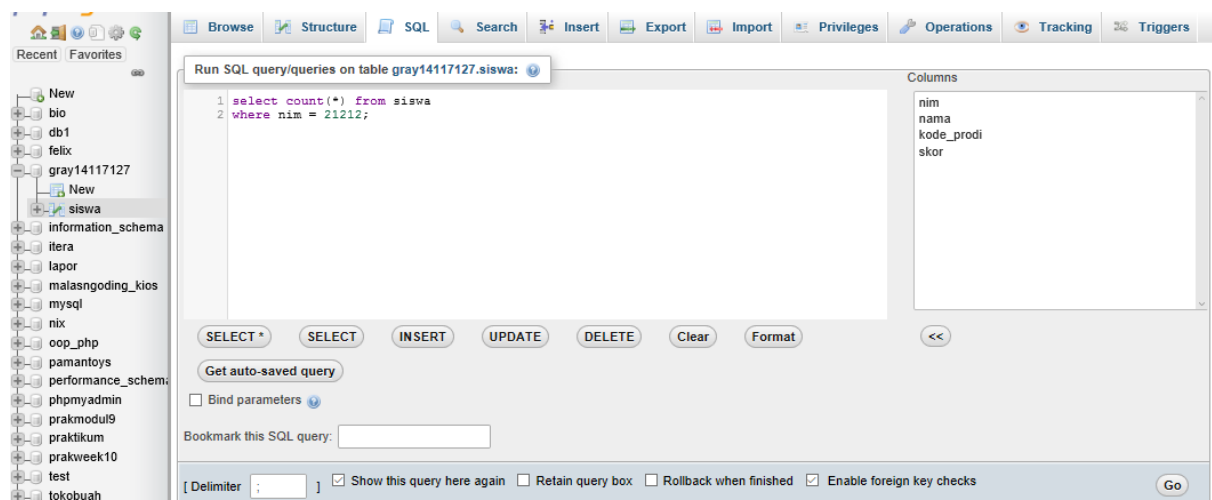 Recent Favorites
New
bio
db1
felix
gray14117127
New
siswa
information_schema
itera
lapor
malasngoding_kios
mysql
nix
oop_php
pamantoys
performance_schema
phpmyadmin
prakmodul9
praktikum
prakweek10
test
tokobuah
Browse Structure SQL Search Insert Export Import Privileges Operations Tracking Triggers
Run SQL query/queries on table gray14117127.siswa:
1 select count(*) from siswa
2 where nim = 21212;
Columns
nim
nama
kode_prodi
skor
SELECT * SELECT INSERT UPDATE DELETE Clear Format <<
Get auto-saved query
Bind parameters
Bookmark this SQL query:
[ Delimiter ; ] Show this query here again Retain query box Rollback when finished Enable foreign key checks Go